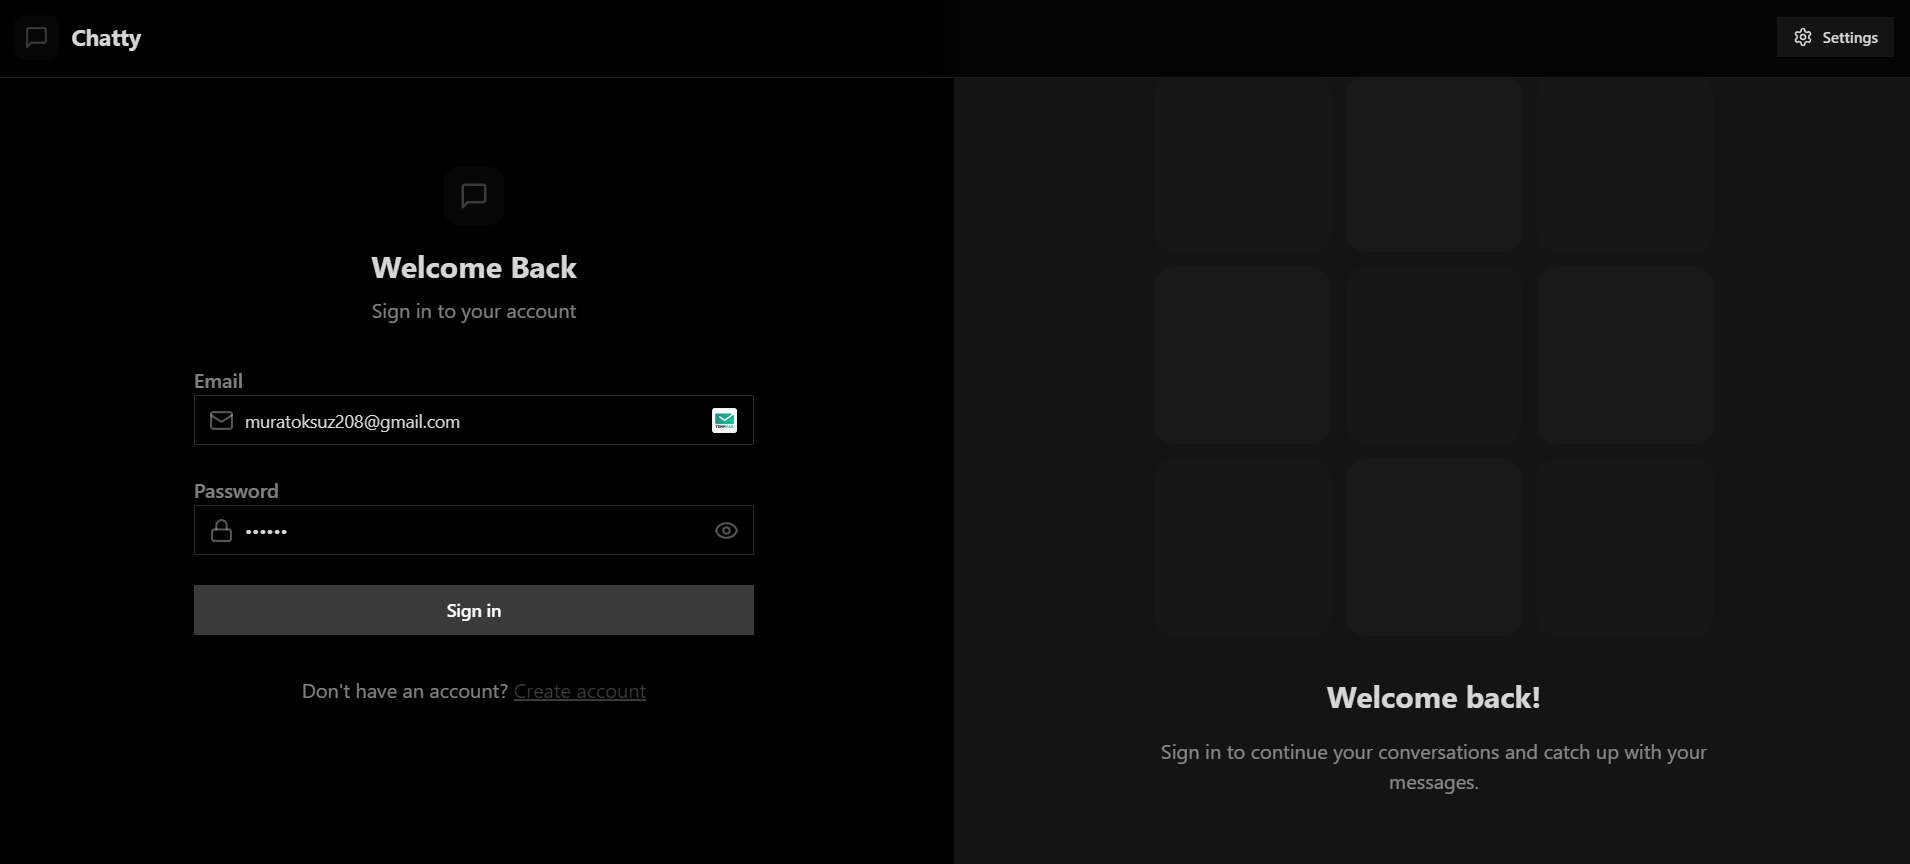 Chatty
Settings
Welcome Back
Sign in to your account
Email
muratoksuz208@gmail.com
Password
••••••
Sign in
Don't have an account? Create account
Welcome back!
Sign in to continue your conversations and catch up with your
messages.